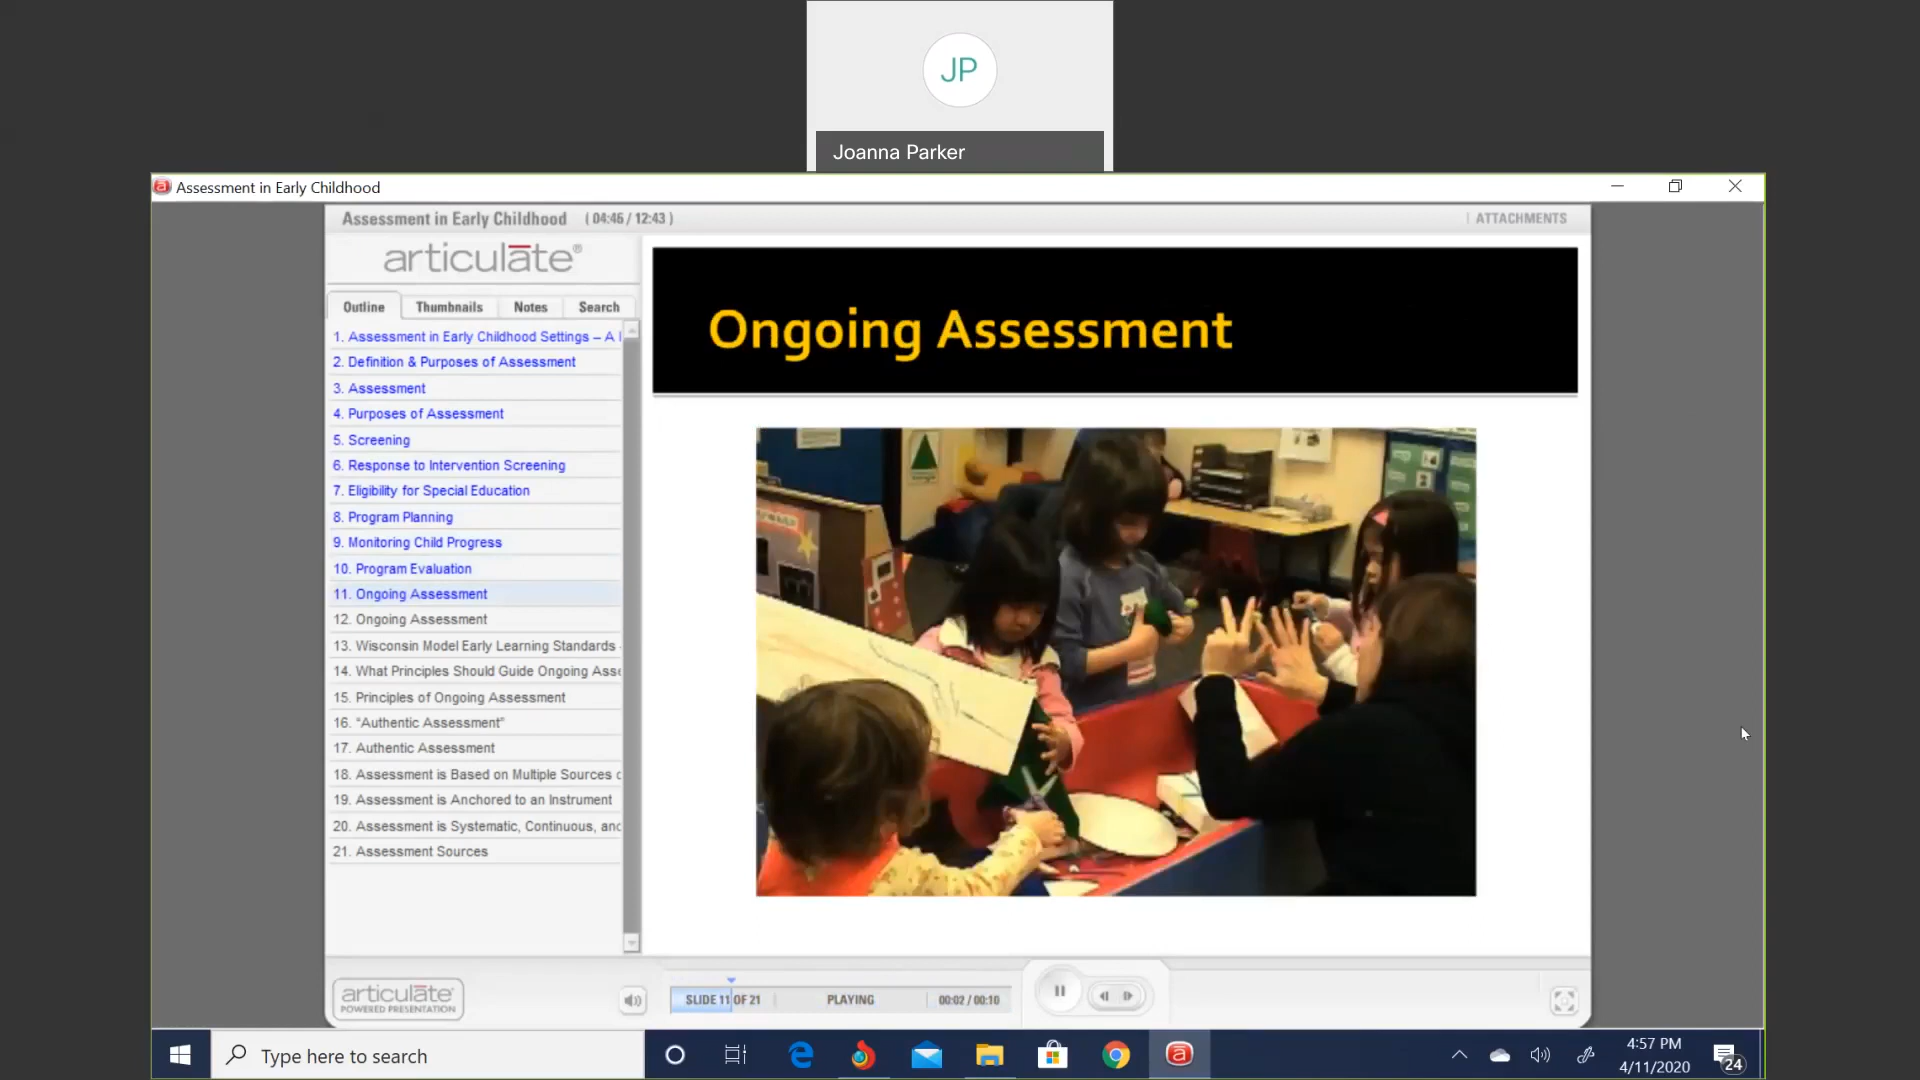 JP
Joanna Parker
Assessment in Early Childhood
Assessment in Early Childhood ( 04:46 / 12:43 )
ATTACHMENTS
articulate®
Outline
Thumbnails
Notes
Search
1. Assessment in Early Childhood Settings – A
2. Definition & Purposes of Assessment
3. Assessment
4. Purposes of Assessment
5. Screening
6. Response to Intervention Screening
7. Eligibility for Special Education
8. Program Planning
9. Monitoring Child Progress
10. Program Evaluation
11. Ongoing Assessment
12. Ongoing Assessment
13. Wisconsin Model Early Learning Standards
14. What Principles Should Guide Ongoing Asse
15. Principles of Ongoing Assessment
16. “Authentic Assessment”
17. Authentic Assessment
18. Assessment is Based on Multiple Sources
19. Assessment is Anchored to an Instrument
20. Assessment is Systematic, Continuous, and
21. Assessment Sources
Ongoing Assessment
articulate®
POWERED PRESENTATION
SLIDE 11 OF 21
PLAYING
00:02 / 00:10
Type here to search
4:57 PM
4/11/2020
24